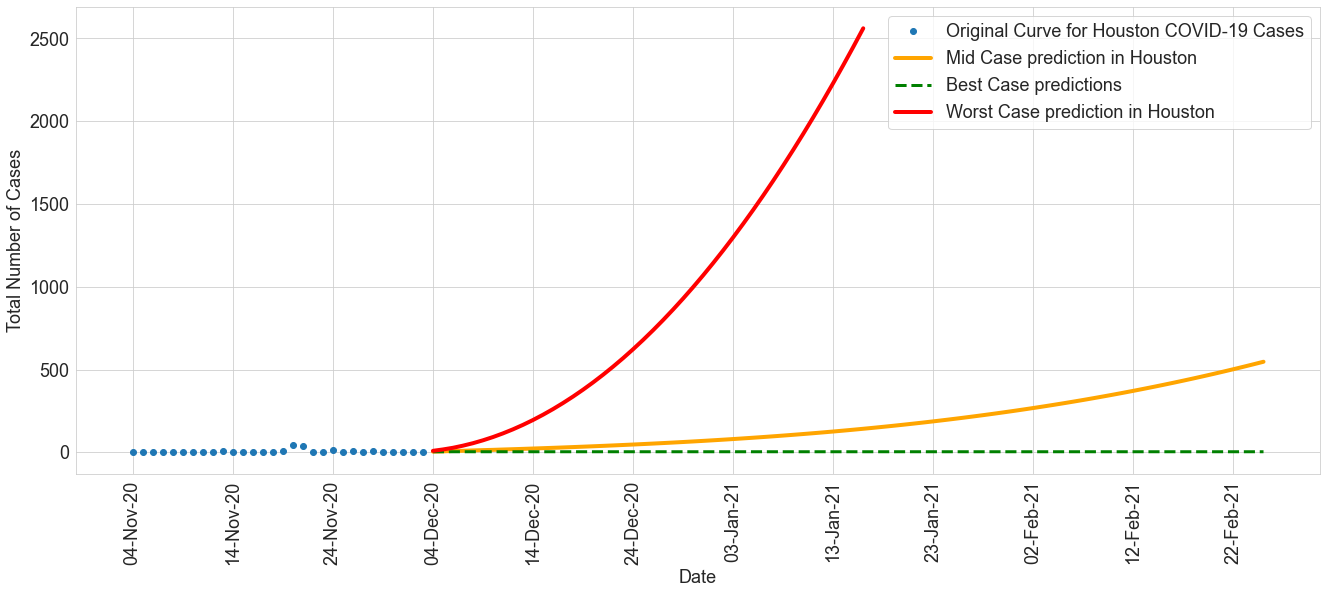 Original Curve for Houston COVID-19 Cases
Mid Case prediction in Houston
Best Case predictions
Worst Case prediction in Houston
Total Number of Cases
2500
2000
1500
1000
500
0
04-Nov-20
14-Nov-20
24-Nov-20
04-Dec-20
14-Dec-20
24-Dec-20
03-Jan-21
13-Jan-21
23-Jan-21
02-Feb-21
12-Feb-21
22-Feb-21
Date